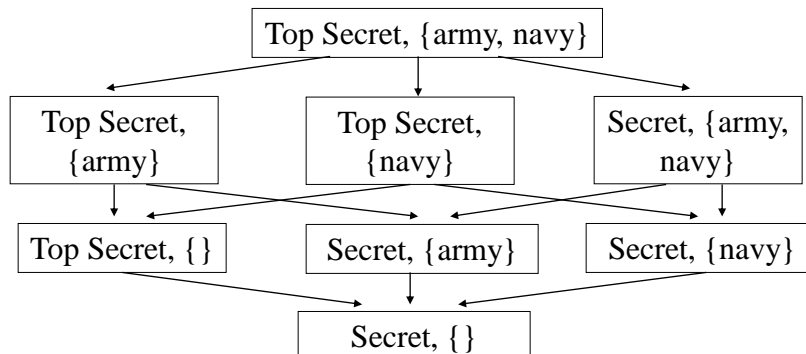 Top Secret, {army, navy}
Top Secret,
{army}
Top Secret,
{navy}
Secret, {army,
navy}
Top Secret, {}
Secret, {army}
Secret, {navy}
Secret, {}